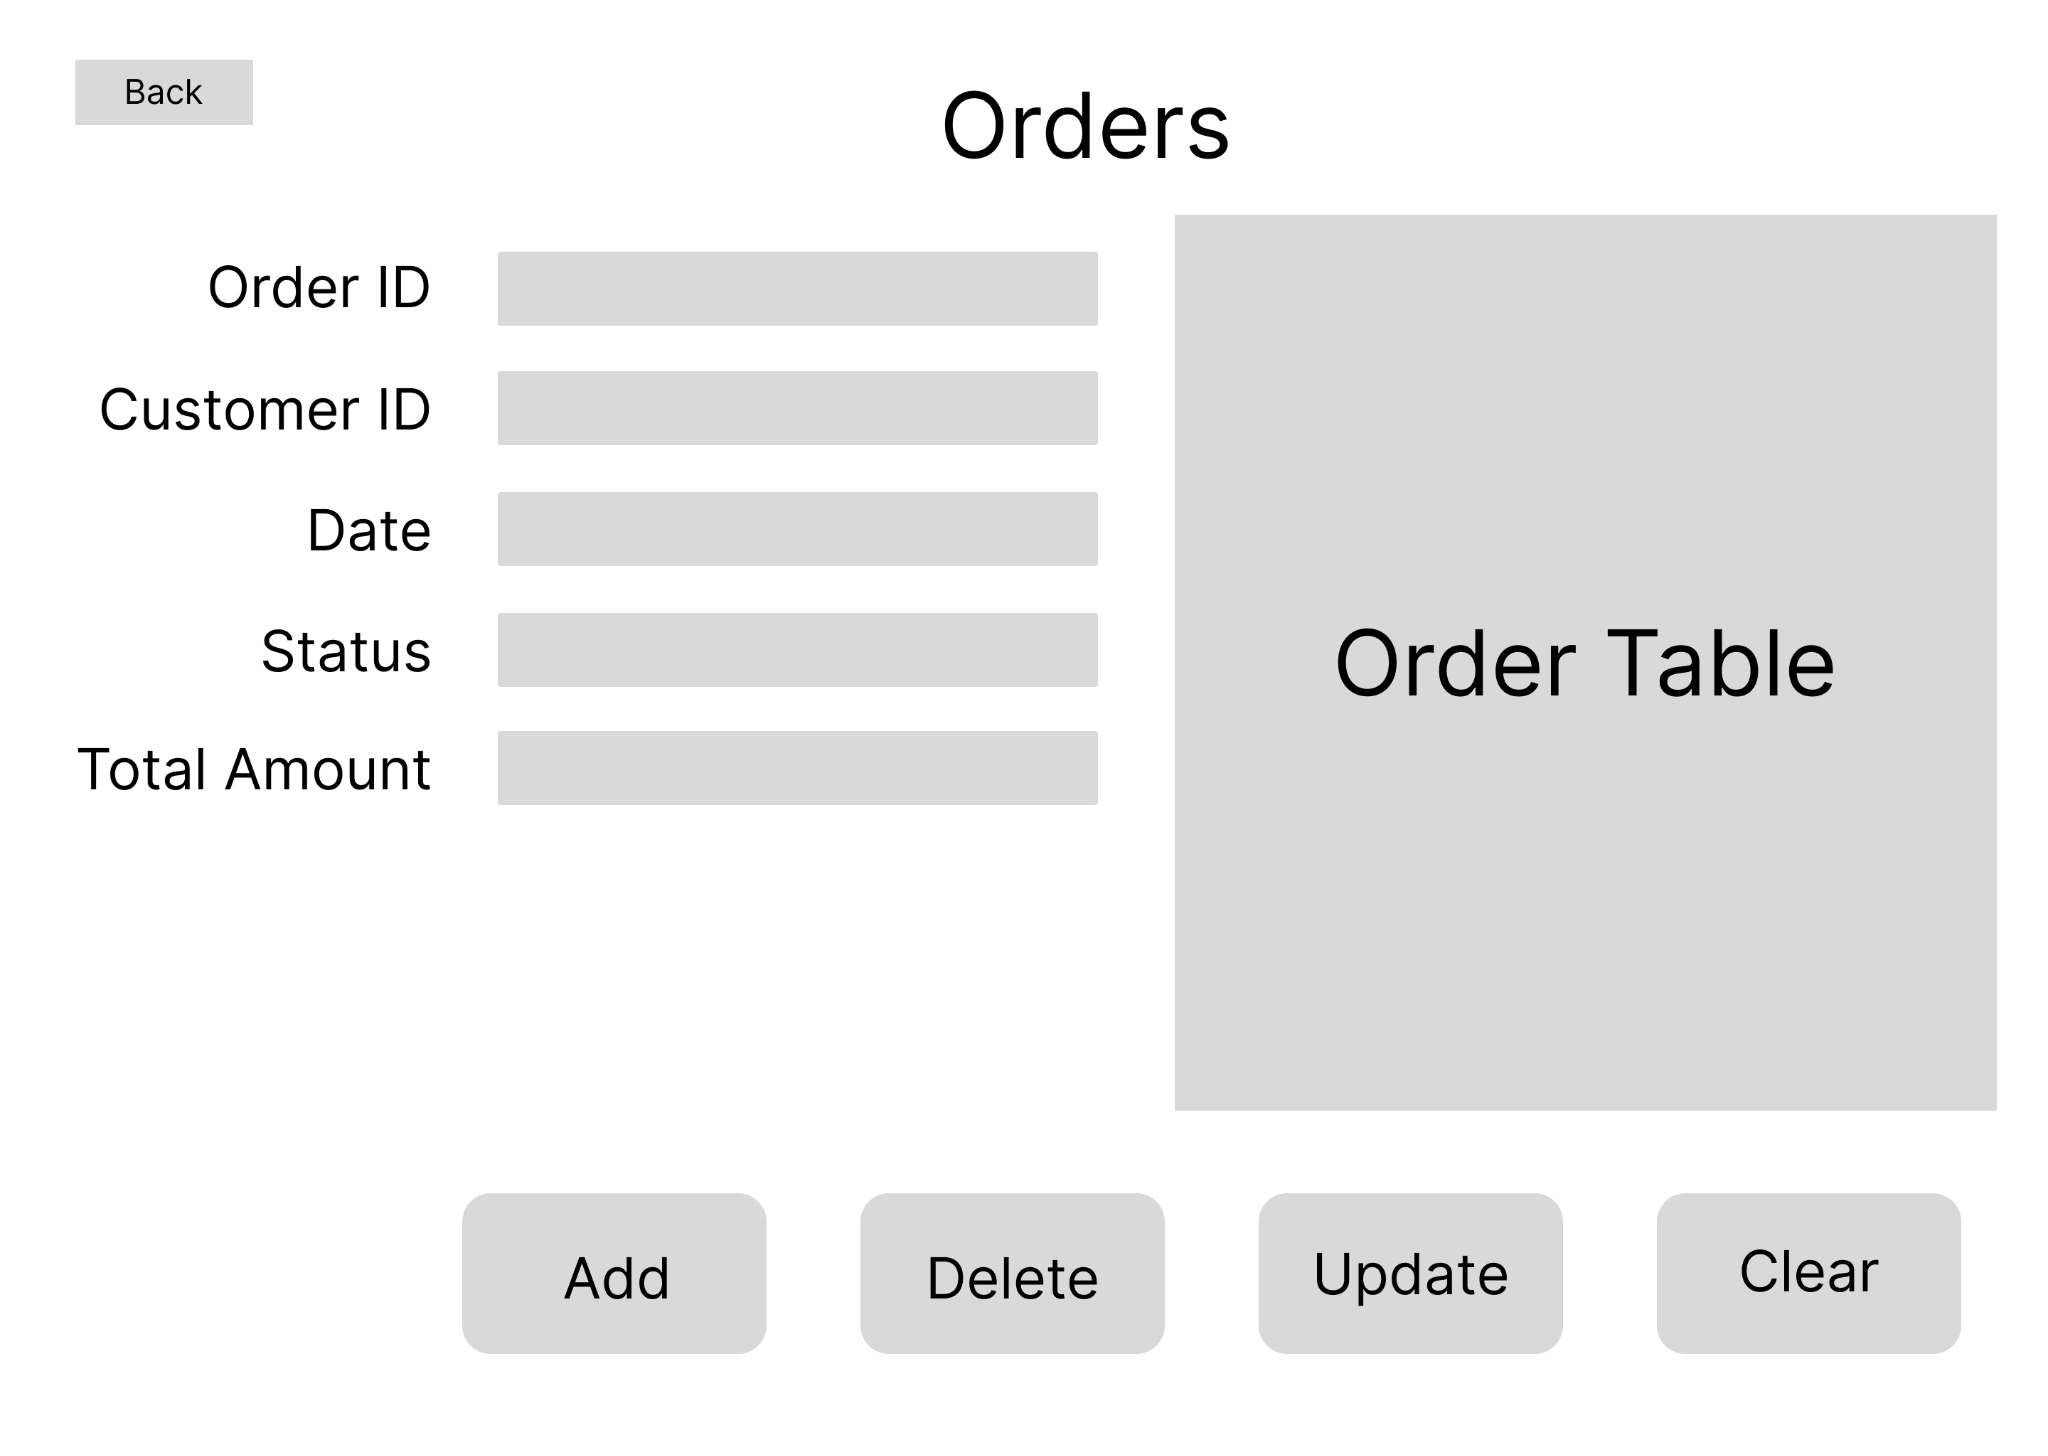 Back
Orders
Order ID
Customer ID
Date
Status
Total Amount
Order Table
Add
Delete
Update
Clear